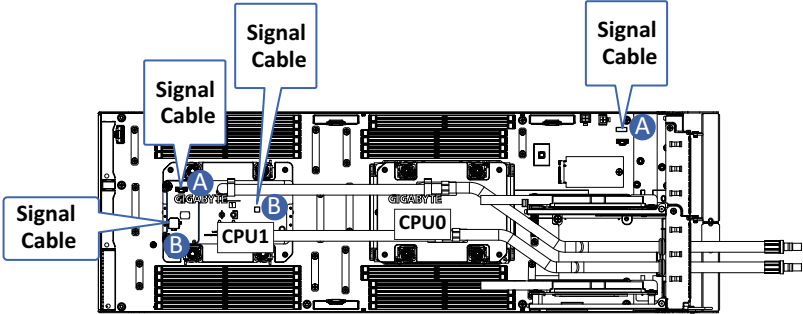 Signal
Cable
Signal
Cable
Signal
Cable
A
A
GIGABYTE
GIGABYTE
B
Signal
Cable
B
CPU1
CPU0